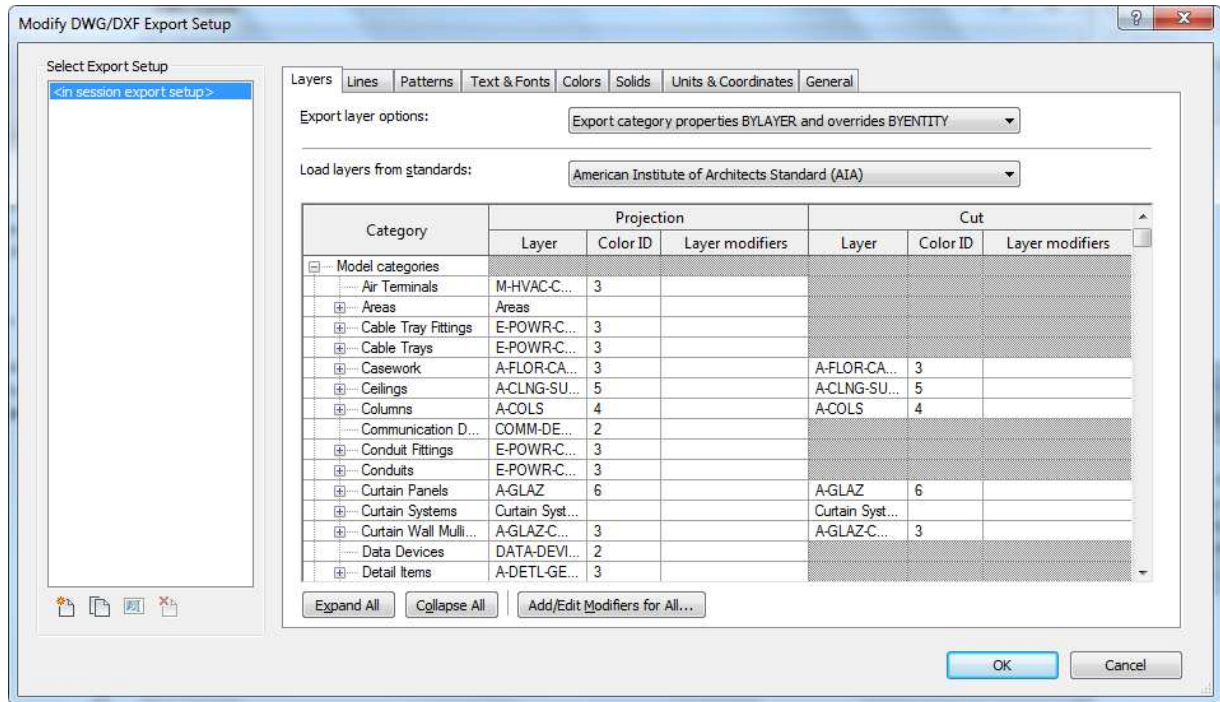 Modify DWG/DXF Export Setup
Select Export Setup
<in session export setup>
Layers Lines Patterns Text & Fonts Colors Solids Units & Coordinates General
Export layer options: Export category properties BYLAYER and overrides BYENTITY
Load layers from standards: American Institute of Architects Standard (AIA)
Category Projection Cut
Layer Color ID Layer modifiers Layer Color ID Layer modifiers
Model categories
Air Terminals M-HVAC-C... 3
Areas Areas
Cable Tray Fittings E-POWR-C... 3
Cable Trays E-POWR-C... 3
Casework A-FLOR-CA... 3 A-FLOR-CA... 3
Ceilings A-CLNG-SU... 5 A-CLNG-SU... 5
Columns A-COLS 4 A-COLS 4
Communication D... COMM-DE... 2
Conduit Fittings E-POWR-C... 3
Conduits E-POWR-C... 3
Curtain Panels A-GLAZ 6 A-GLAZ 6
Curtain Systems Curtain Syst... Curtain Syst...
Curtain Wall Mulli... A-GLAZ-C... 3 A-GLAZ-C... 3
Data Devices DATA-DEVI... 2
Detail Items A-DETL-GE... 3
Expand All Collapse All Add/Edit Modifiers for All...
OK Cancel